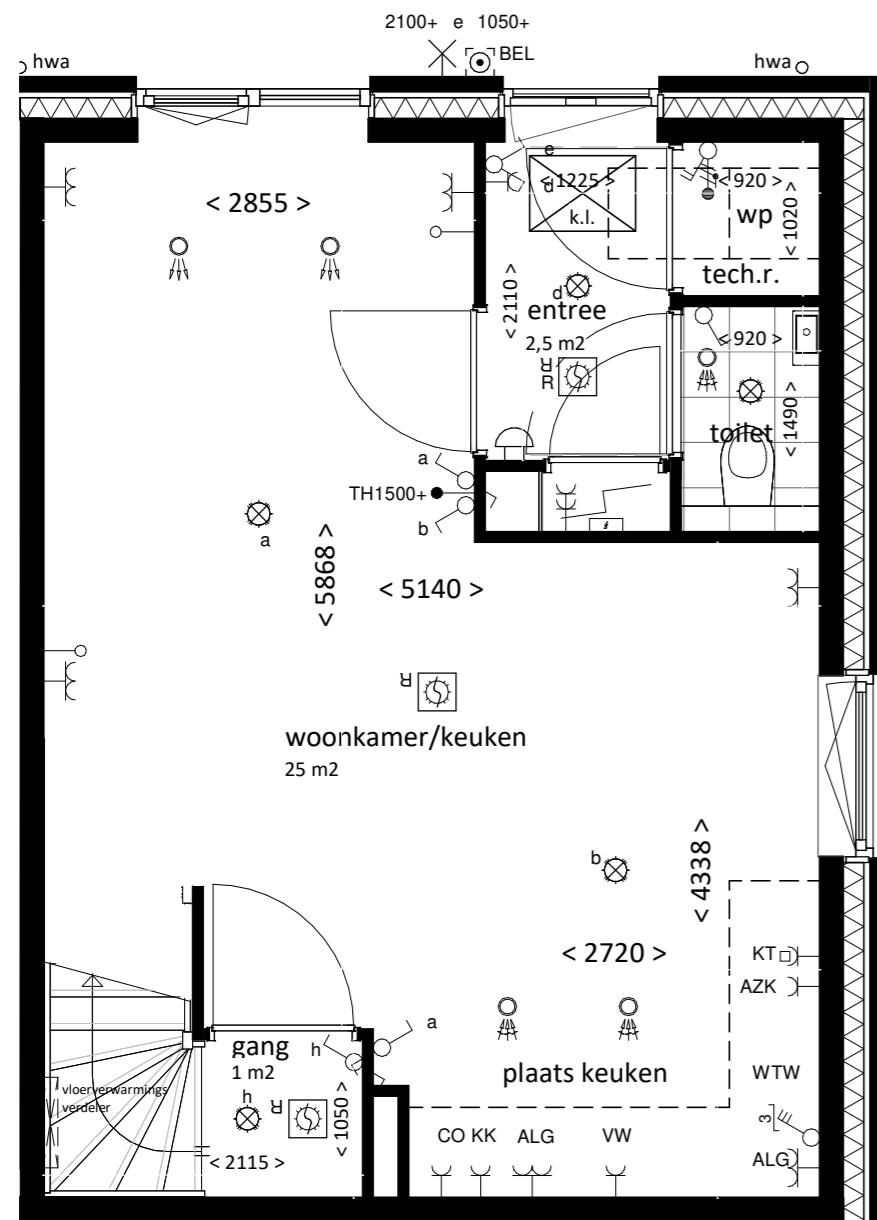 2100+ e 1050+
BEL
hwa
hwa
e
d
< 2855 >
< 1225 >
k.l.
< 920 >
wp
< 1020 >
tech.r.
d
entree
< 2110 >
2,5 m2
R
R
< 920 >
toilet
< 1490 >
a
TH1500+
b
a
< 5868 >
< 5140 >
R
woonkamer/keuken
25 m2
b
< 4338 >
< 2720 >
KT
AZK
a
gang
1 m2
h
h
R
< 1050 >
< 2115 >
vloerverwarmings
verdeler
plaats keuken
WTW
3
CO KK ALG VW
ALG